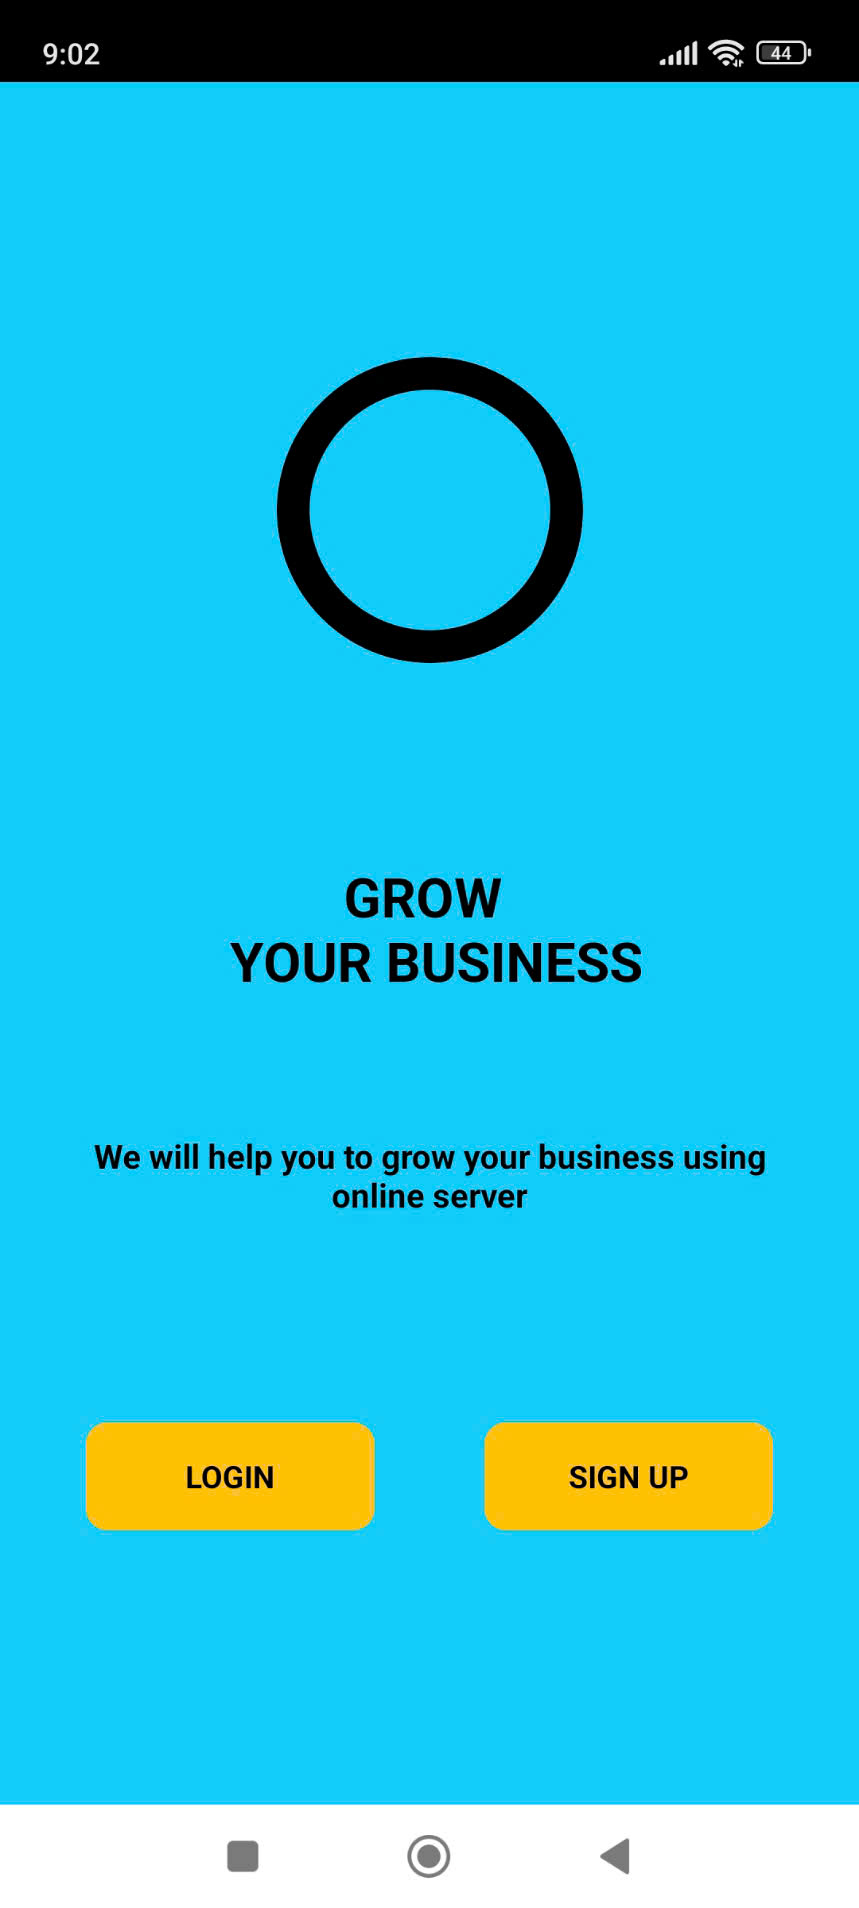 9:02
44
GROW
YOUR BUSINESS
We will help you to grow your business using
online server
LOGIN
SIGN UP